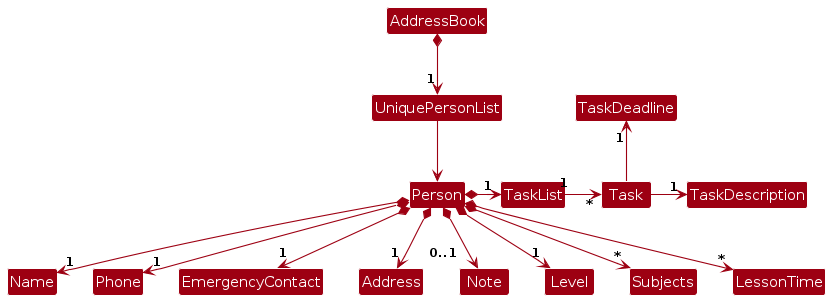 AddressBook
1
UniquePersonList
TaskDeadline
1
Person
1
TaskList
1
*
Task
1
TaskDescription
1
1
1
1
0..1
1
*
*
Name
Phone
EmergencyContact
Address
Note
Level
Subjects
LessonTime